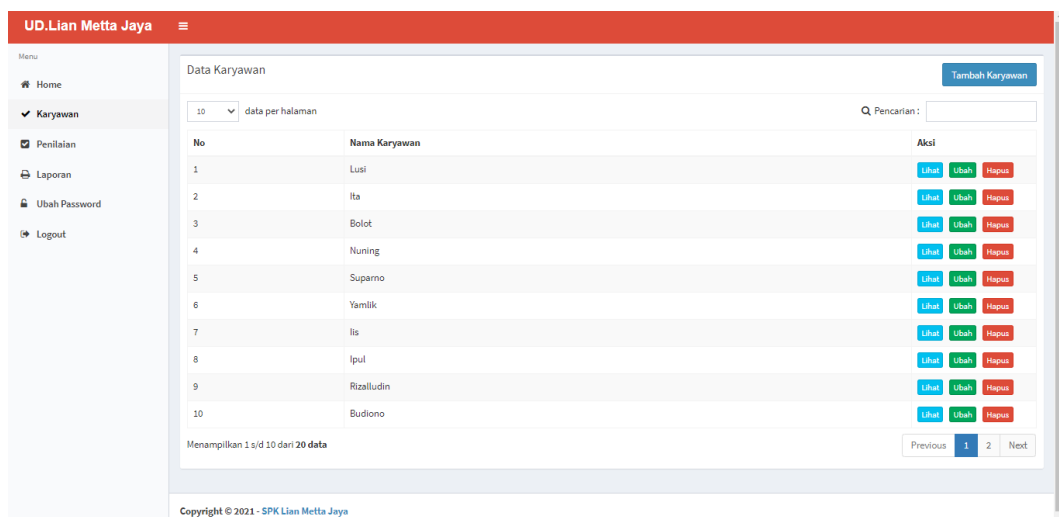 UD.Lian Metta Jaya
Menu
Home
Karyawan
Penilaian
Laporan
Ubah Password
Logout
Data Karyawan
Tambah Karyawan
10 data per halaman
Pencarian :
No Nama Karyawan Aksi
1 Lusi Lihat Ubah Hapus
2 Ita Lihat Ubah Hapus
3 Bolot Lihat Ubah Hapus
4 Nuning Lihat Ubah Hapus
5 Suparno Lihat Ubah Hapus
6 Yamlik Lihat Ubah Hapus
7 Iis Lihat Ubah Hapus
8 Ipul Lihat Ubah Hapus
9 Rizalludin Lihat Ubah Hapus
10 Budiono Lihat Ubah Hapus
Menampilkan 1 s/d 10 dari 20 data
Previous 1 2 Next
Copyright © 2021 - SPK Lian Metta Jaya